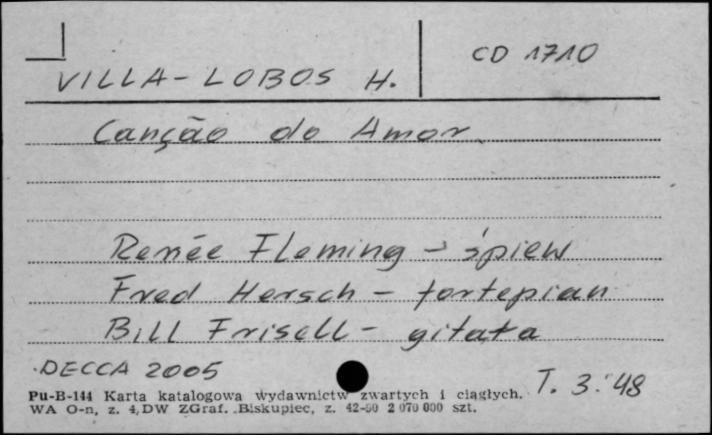 CD 1710
VILLA-LOBOS H.
Canção do Amor
Renée Fleming - śpiew
Fred Hersch - fortepian
Bill Frisell - gitara
DECCA 2005
T. 3:48
Pu-B-144 Karta katalogowa wydawnictw zwartych i ciągłych.
WA O-n, z. 4, DW ZGraf. Biskupiec, z. 42-50 2 070 000 szt.